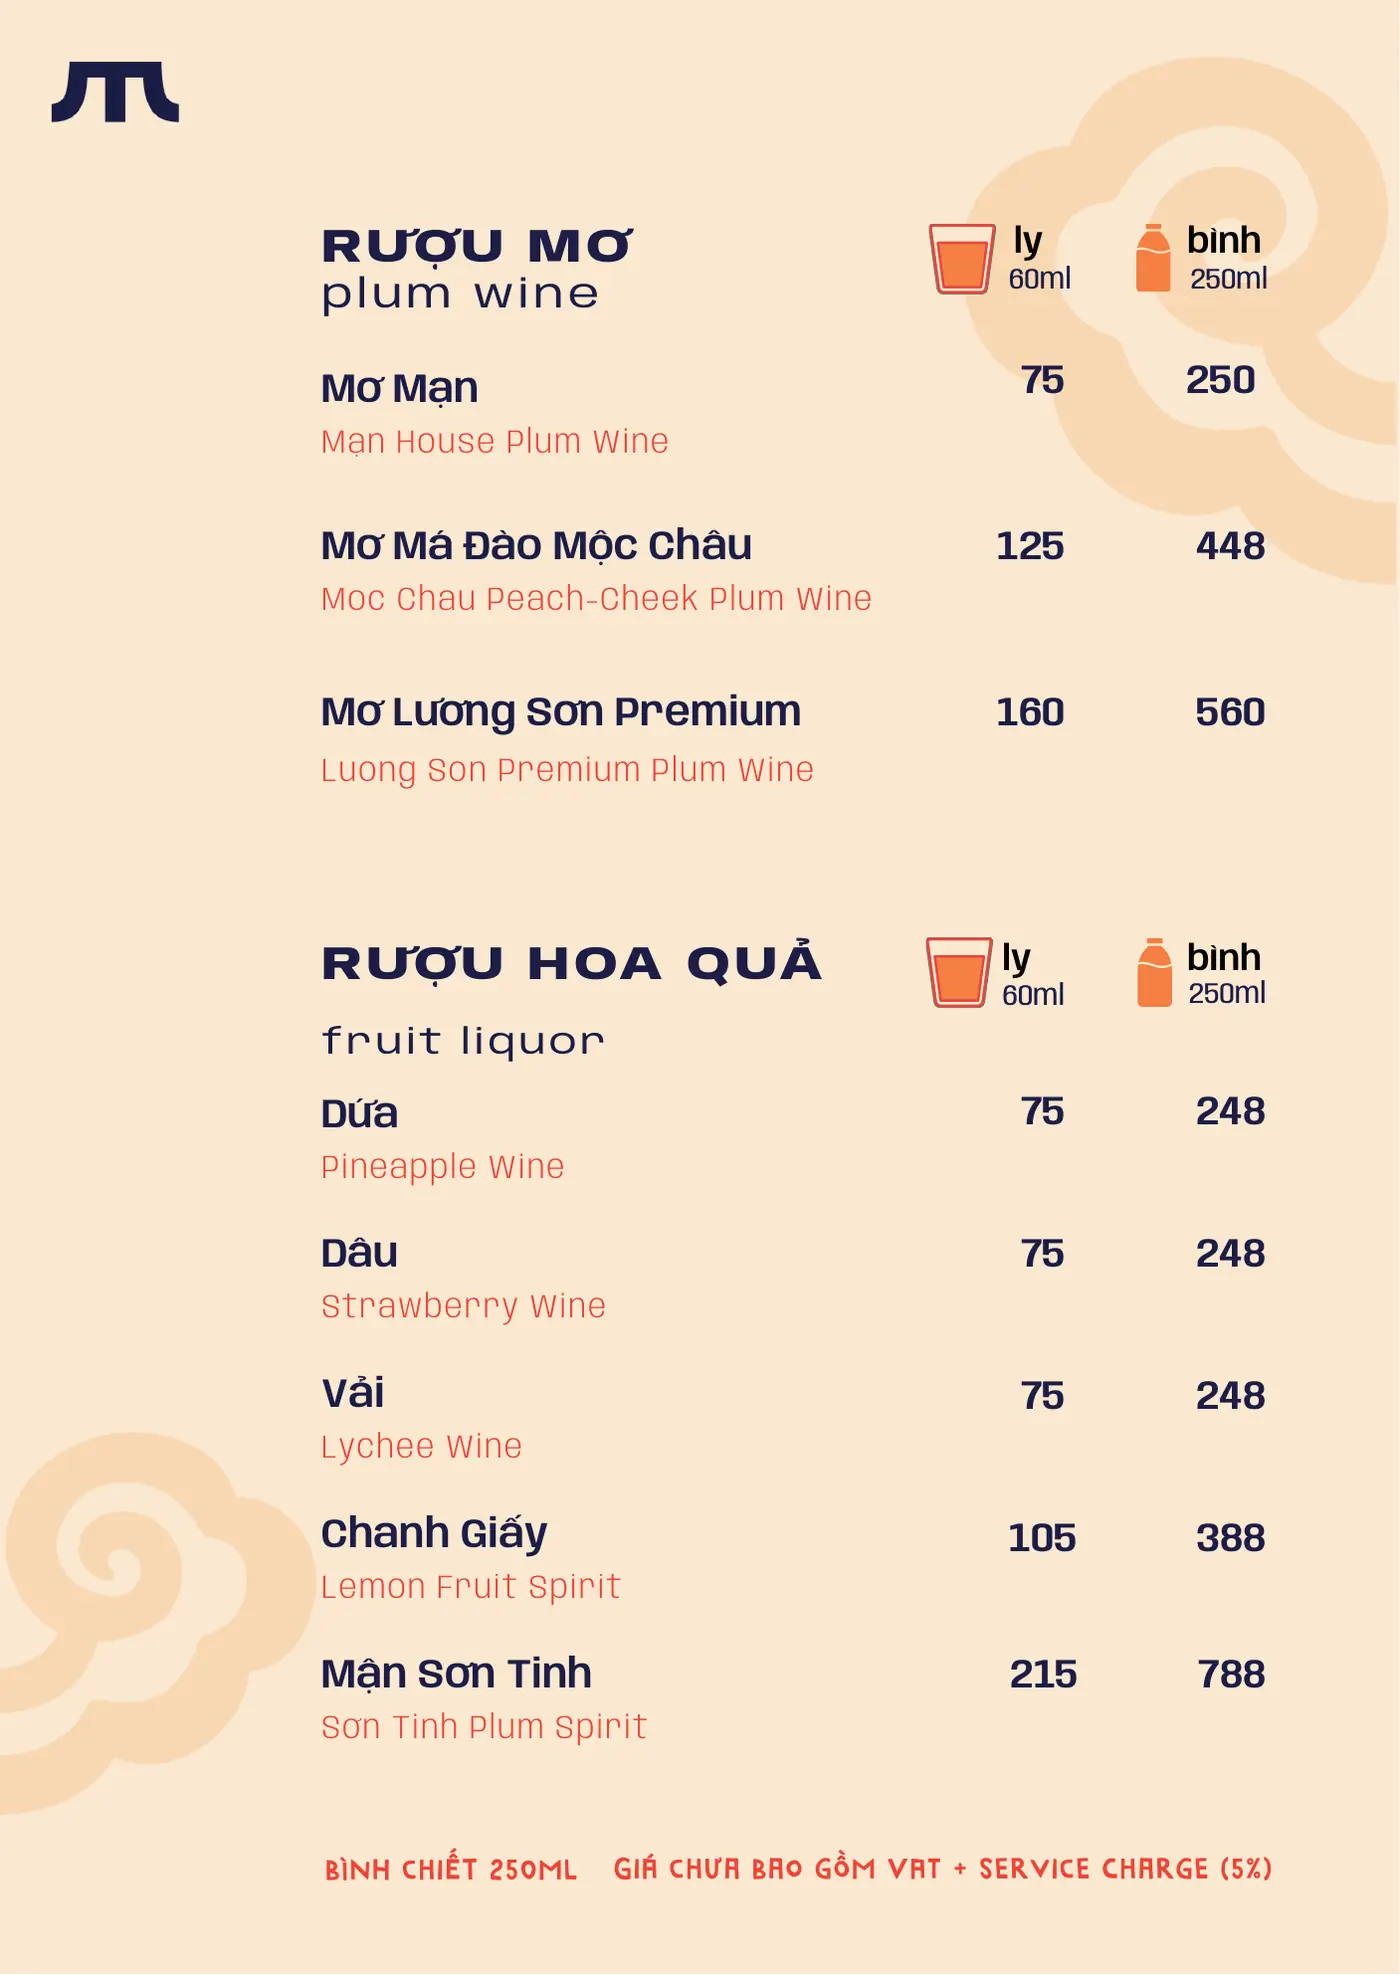 RƯỢU MƠ
plum wine
ly
60ml
bình
250ml
Mơ Mạn 75 250
Mạn House Plum Wine
Mơ Má Đào Mộc Châu 125 448
Moc Chau Peach-Cheek Plum Wine
Mơ Lương Sơn Premium 160 560
Luong Son Premium Plum Wine
RƯỢU HOA QUẢ
fruit liquor
ly
60ml
bình
250ml
Dứa 75 248
Pineapple Wine
Dâu 75 248
Strawberry Wine
Vải 75 248
Lychee Wine
Chanh Giấy 105 388
Lemon Fruit Spirit
Mận Sơn Tinh 215 788
Sơn Tinh Plum Spirit
BÌNH CHIẾT 250ML GIÁ CHƯA BAO GỒM VAT + SERVICE CHARGE (5%)